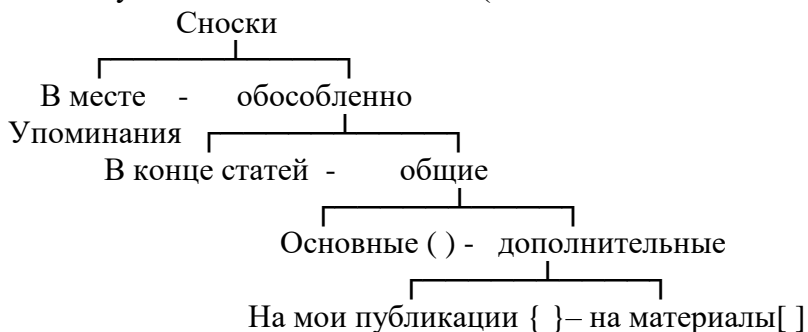 Сноски
В месте - обособленно
Упоминания
В конце статей - общие
Основные ( ) - дополнительные
На мои публикации { }– на материалы[ ]